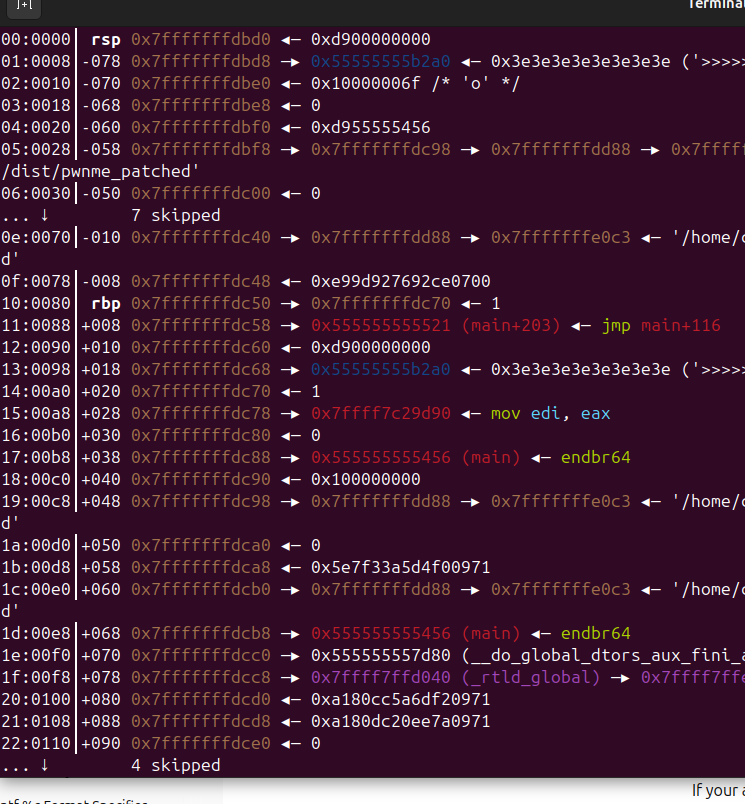 ]+[
Terminal
00:0000│ rsp 0x7fffffffdbd0 ◂— 0xd900000000
01:0008│-078 0x7fffffffdbd8 —▸ 0x55555555b2a0 ◂— 0x3e3e3e3e3e3e3e3e ('>>>>>
02:0010│-070 0x7fffffffdbe0 ◂— 0x10000006f /* 'o' */
03:0018│-068 0x7fffffffdbe8 ◂— 0
04:0020│-060 0x7fffffffdbf0 ◂— 0xd955555456
05:0028│-058 0x7fffffffdbf8 —▸ 0x7fffffffdc98 —▸ 0x7fffffffdd88 —▸ 0x7fffff
/dist/pwnme_patched'
06:0030│-050 0x7fffffffdc00 ◂— 0
... ↓ 7 skipped
0e:0070│-010 0x7fffffffdc40 —▸ 0x7fffffffdd88 —▸ 0x7fffffffe0c3 ◂— '/home/
d'
0f:0078│-008 0x7fffffffdc48 ◂— 0xe99d927692ce0700
10:0080│ rbp 0x7fffffffdc50 —▸ 0x7fffffffdc70 ◂— 1
11:0088│+008 0x7fffffffdc58 —▸ 0x555555555521 (main+203) ◂— jmp main+116
12:0090│+010 0x7fffffffdc60 ◂— 0xd900000000
13:0098│+018 0x7fffffffdc68 —▸ 0x55555555b2a0 ◂— 0x3e3e3e3e3e3e3e3e ('>>>>>
14:00a0│+020 0x7fffffffdc70 ◂— 1
15:00a8│+028 0x7fffffffdc78 —▸ 0x7ffff7c29d90 ◂— mov edi, eax
16:00b0│+030 0x7fffffffdc80 ◂— 0
17:00b8│+038 0x7fffffffdc88 —▸ 0x555555555456 (main) ◂— endbr64
18:00c0│+040 0x7fffffffdc90 ◂— 0x100000000
19:00c8│+048 0x7fffffffdc98 —▸ 0x7fffffffdd88 —▸ 0x7fffffffe0c3 ◂— '/home/
d'
1a:00d0│+050 0x7fffffffdca0 ◂— 0
1b:00d8│+058 0x7fffffffdca8 ◂— 0x5e7f33a5d4f00971
1c:00e0│+060 0x7fffffffdcb0 —▸ 0x7fffffffdd88 —▸ 0x7fffffffe0c3 ◂— '/home/
d'
1d:00e8│+068 0x7fffffffdcb8 —▸ 0x555555555456 (main) ◂— endbr64
1e:00f0│+070 0x7fffffffdcc0 —▸ 0x555555557d80 (__do_global_dtors_aux_fini_a
1f:00f8│+078 0x7fffffffdcc8 —▸ 0x7ffff7ffd040 (_rtld_global) —▸ 0x7ffff7ffe
20:0100│+080 0x7fffffffdcd0 ◂— 0xa180cc5a6df20971
21:0108│+088 0x7fffffffdcd8 ◂— 0xa180dc20ee7a0971
22:0110│+090 0x7fffffffdce0 ◂— 0
... ↓ 4 skipped
If your a